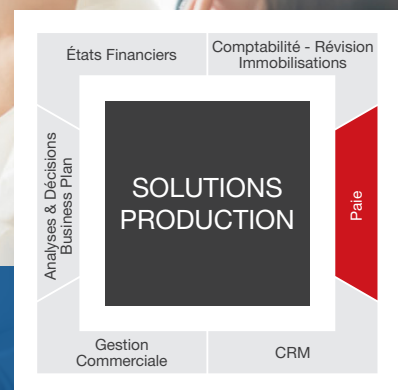 États Financiers
Comptabilité - Révision
Immobilisations
Analyses & Décisions
Business Plan
SOLUTIONS
PRODUCTION
Paie
Gestion
Commerciale
CRM